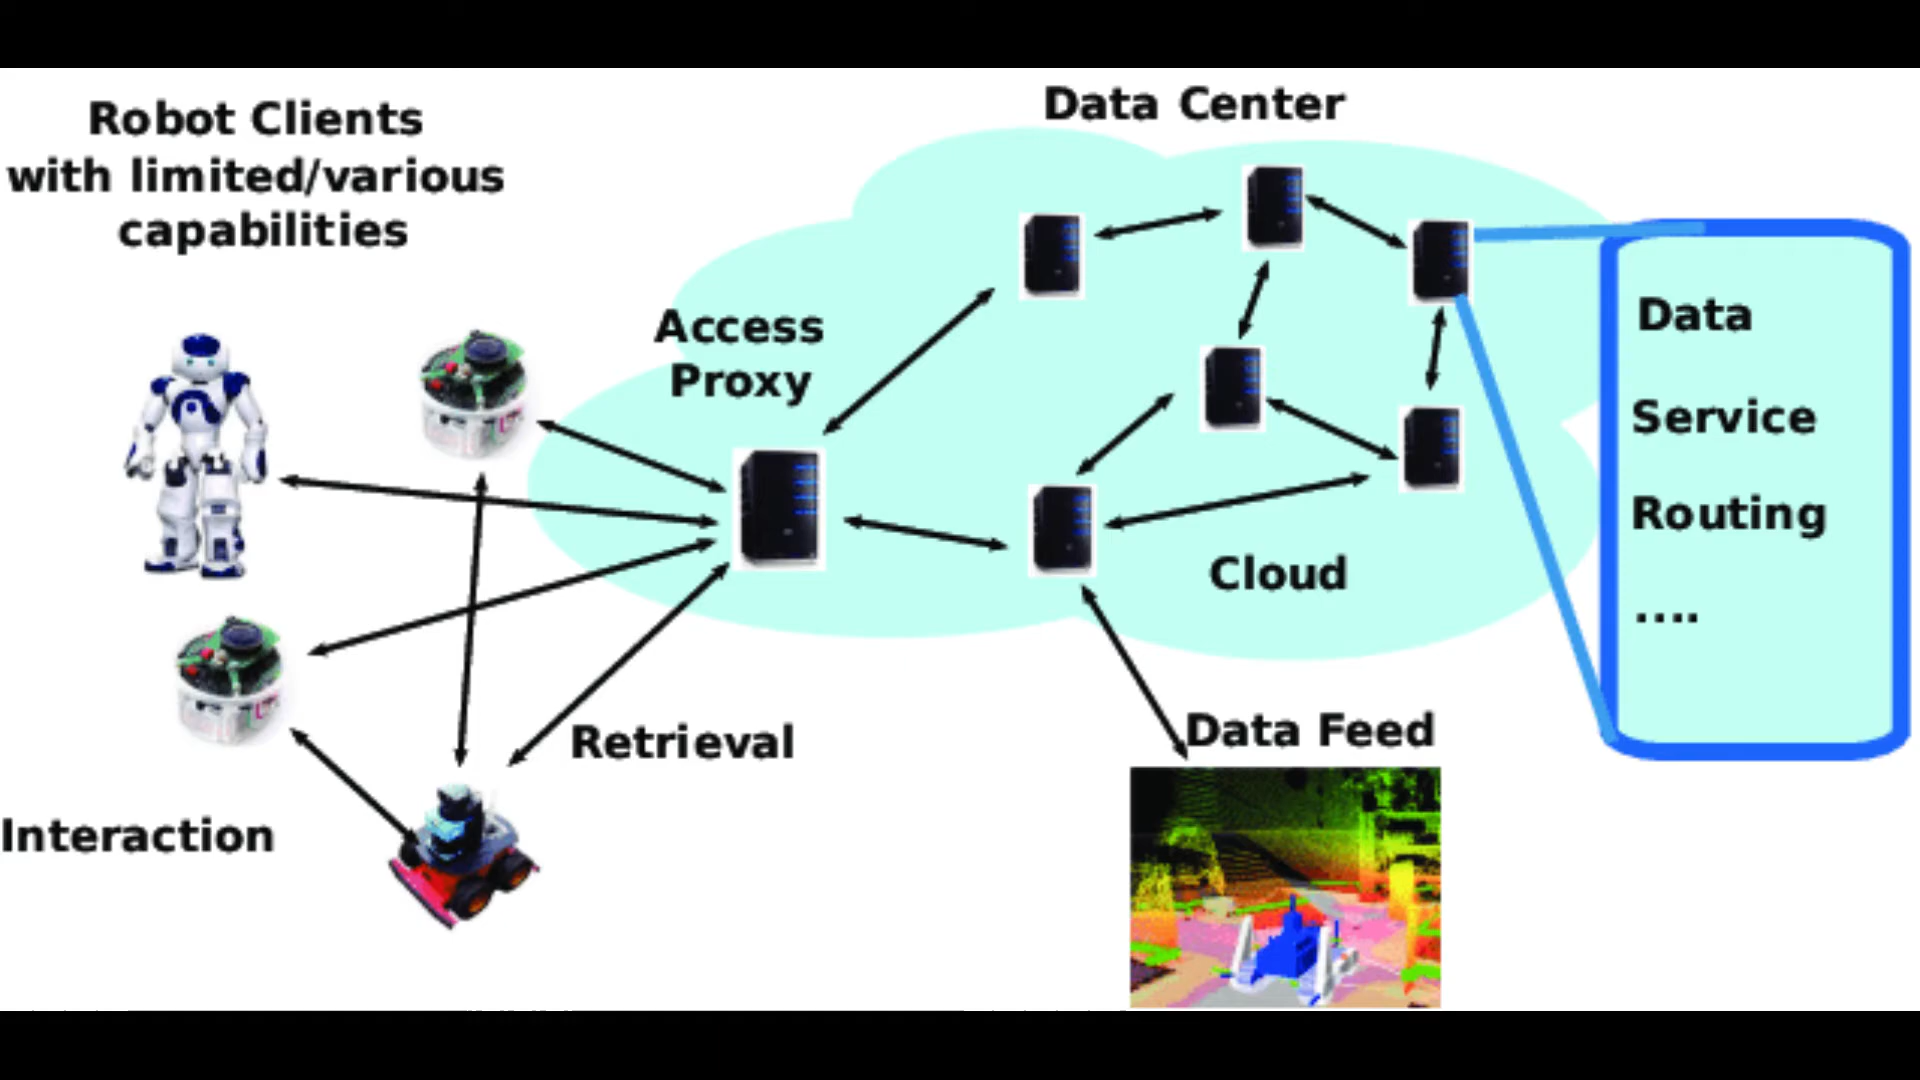 Robot Clients
with limited/various
capabilities
Data Center
Access
Proxy
Data
Service
Routing
....
Cloud
Retrieval
Data Feed
Interaction